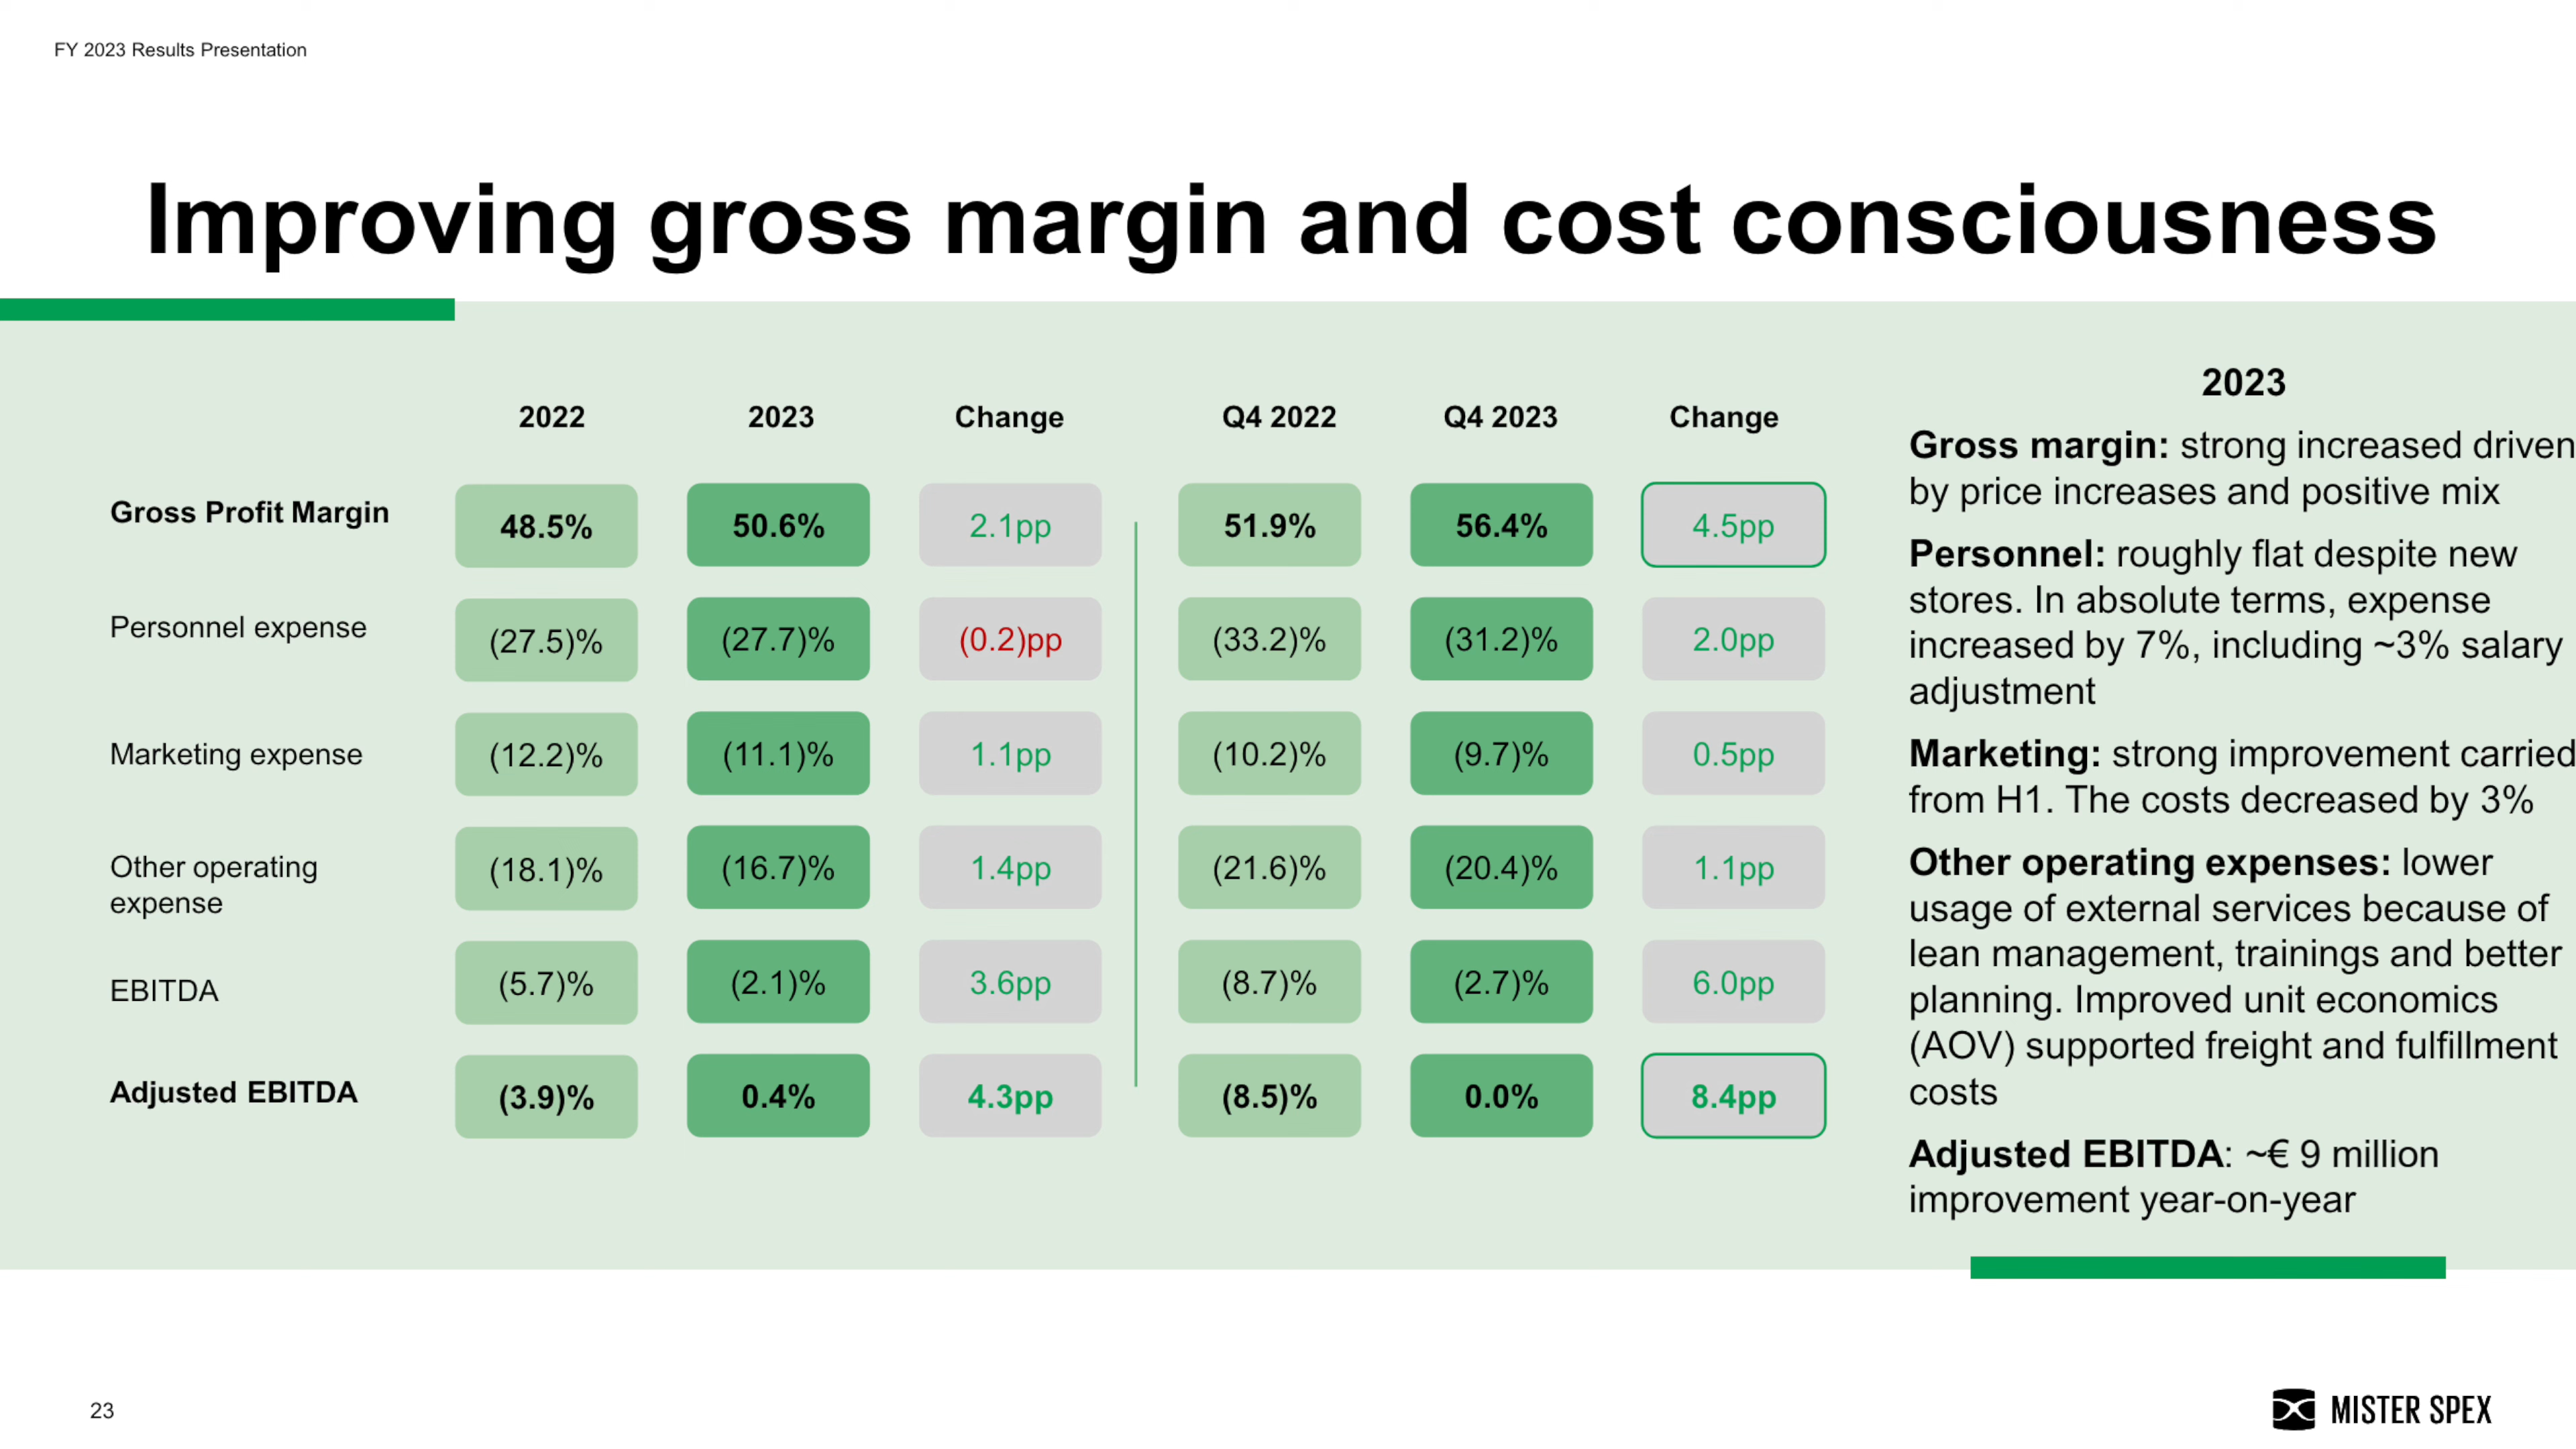 FY 2023 Results Presentation
Improving gross margin and cost consciousness
2022 2023 Change Q4 2022 Q4 2023 Change
Gross Profit Margin 48.5% 50.6% 2.1pp 51.9% 56.4% 4.5pp
Personnel expense (27.5)% (27.7)% (0.2)pp (33.2)% (31.2)% 2.0pp
Marketing expense (12.2)% (11.1)% 1.1pp (10.2)% (9.7)% 0.5pp
Other operating
expense (18.1)% (16.7)% 1.4pp (21.6)% (20.4)% 1.1pp
EBITDA (5.7)% (2.1)% 3.6pp (8.7)% (2.7)% 6.0pp
Adjusted EBITDA (3.9)% 0.4% 4.3pp (8.5)% 0.0% 8.4pp
2023
Gross margin: strong increased driven
by price increases and positive mix
Personnel: roughly flat despite new
stores. In absolute terms, expense
increased by 7%, including ~3% salary
adjustment
Marketing: strong improvement carried
from H1. The costs decreased by 3%
Other operating expenses: lower
usage of external services because of
lean management, trainings and better
planning. Improved unit economics
(AOV) supported freight and fulfillment
costs
Adjusted EBITDA: ~€ 9 million
improvement year-on-year
23
MISTER SPEX